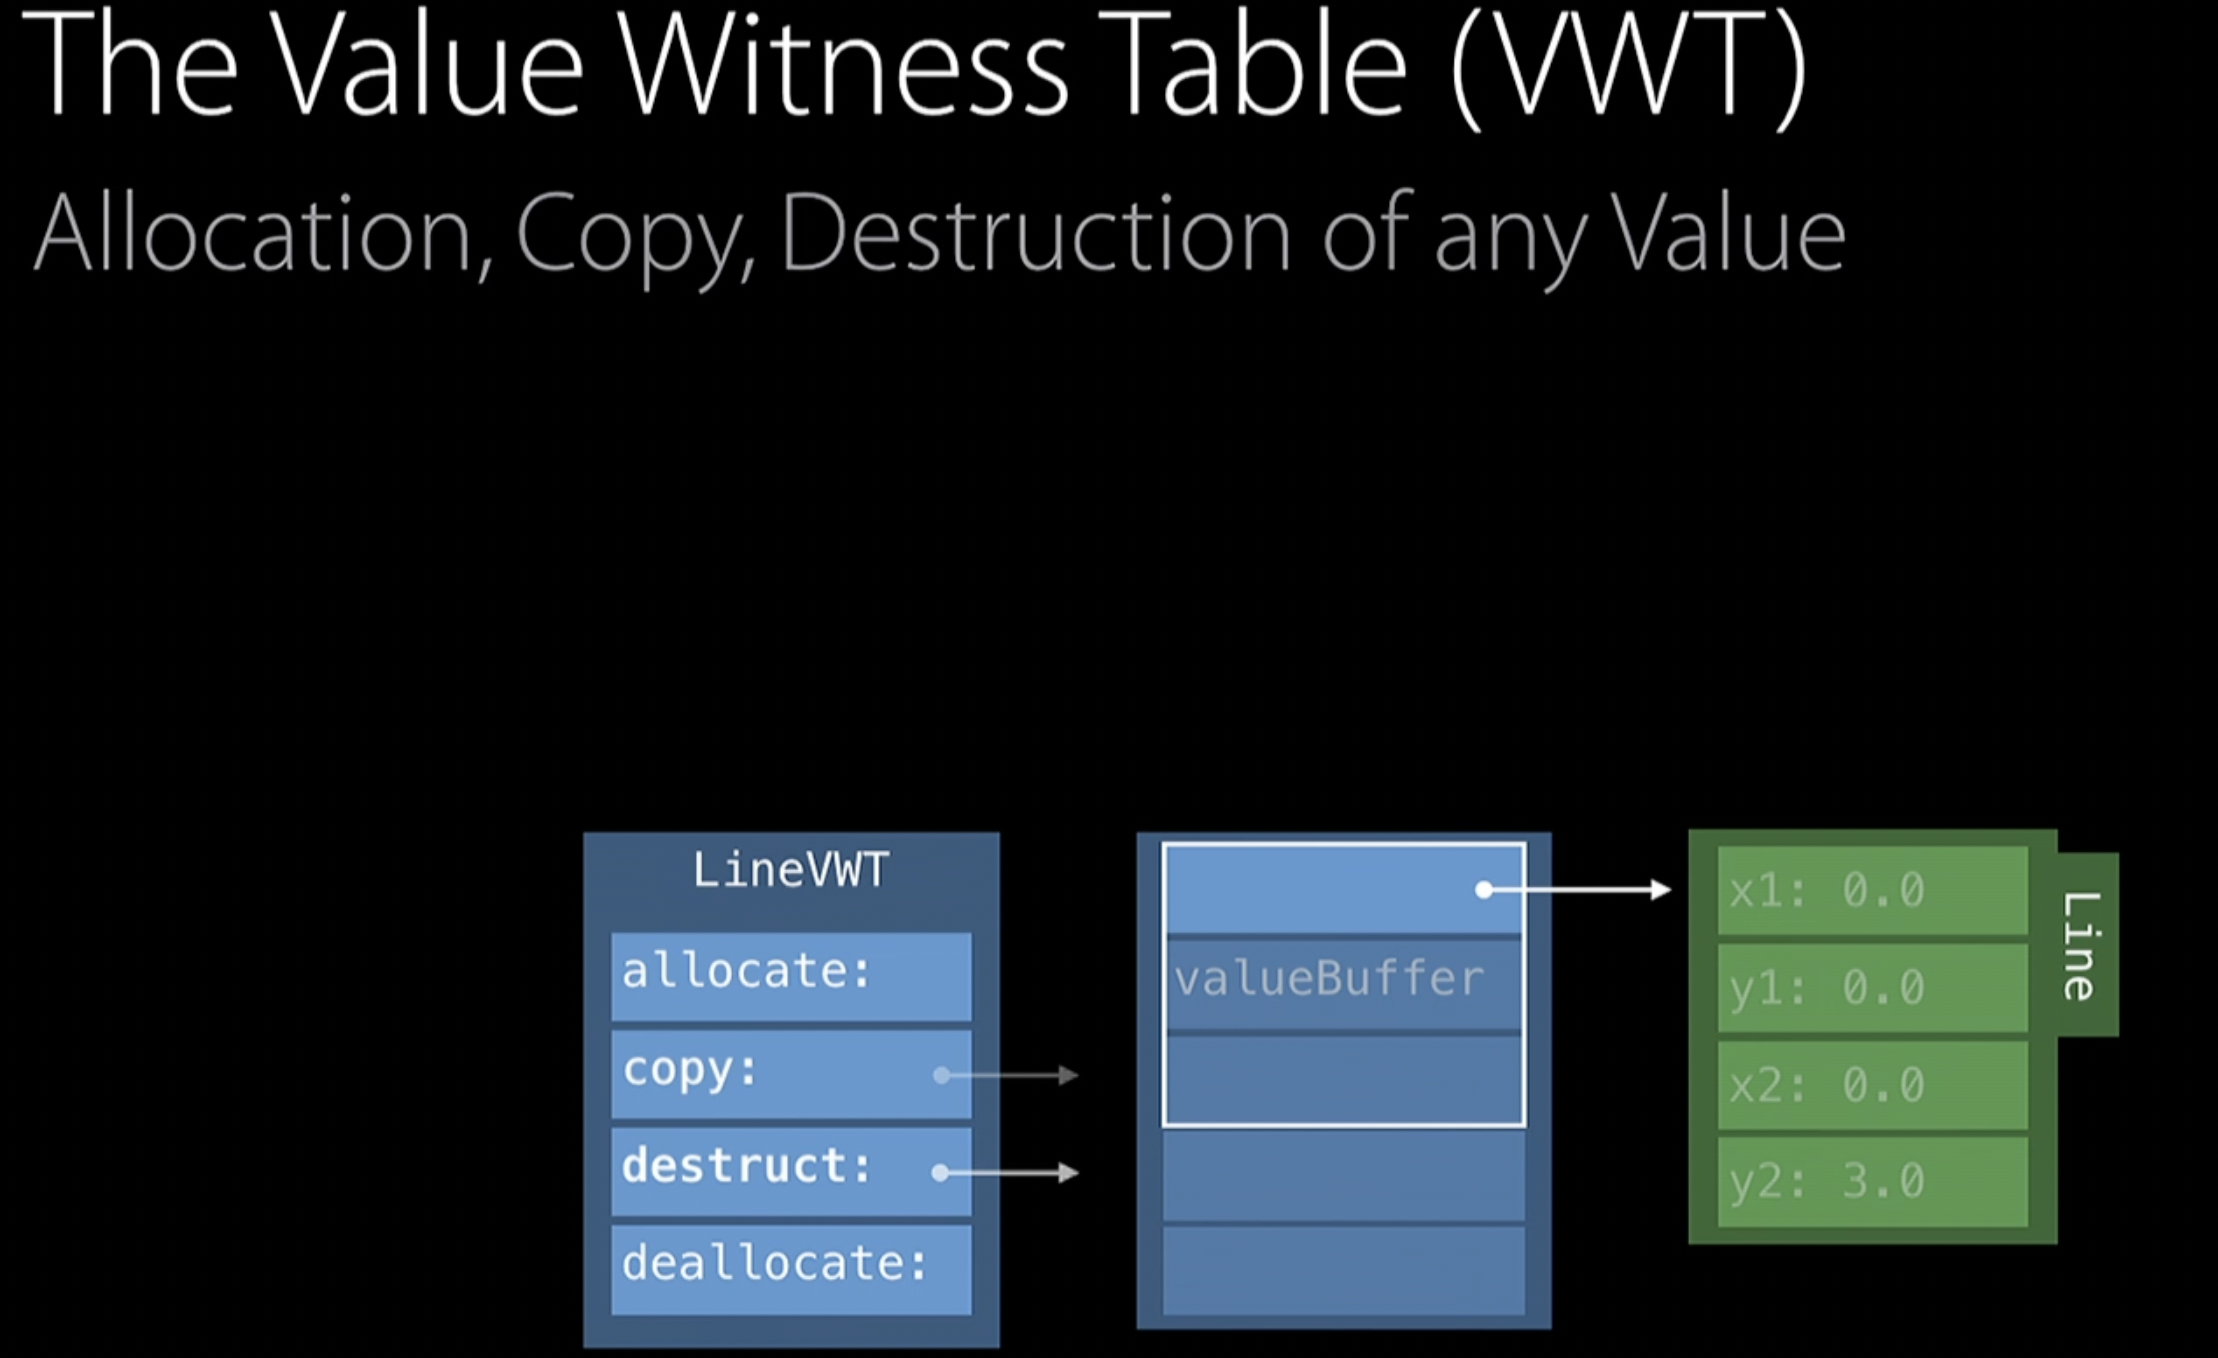 The Value Witness Table (VWT)
Allocation, Copy, Destruction of any Value
LineVWT
allocate:
copy:
destruct:
deallocate:
valueBuffer
x1: 0.0
y1: 0.0
x2: 0.0
y2: 3.0
Line